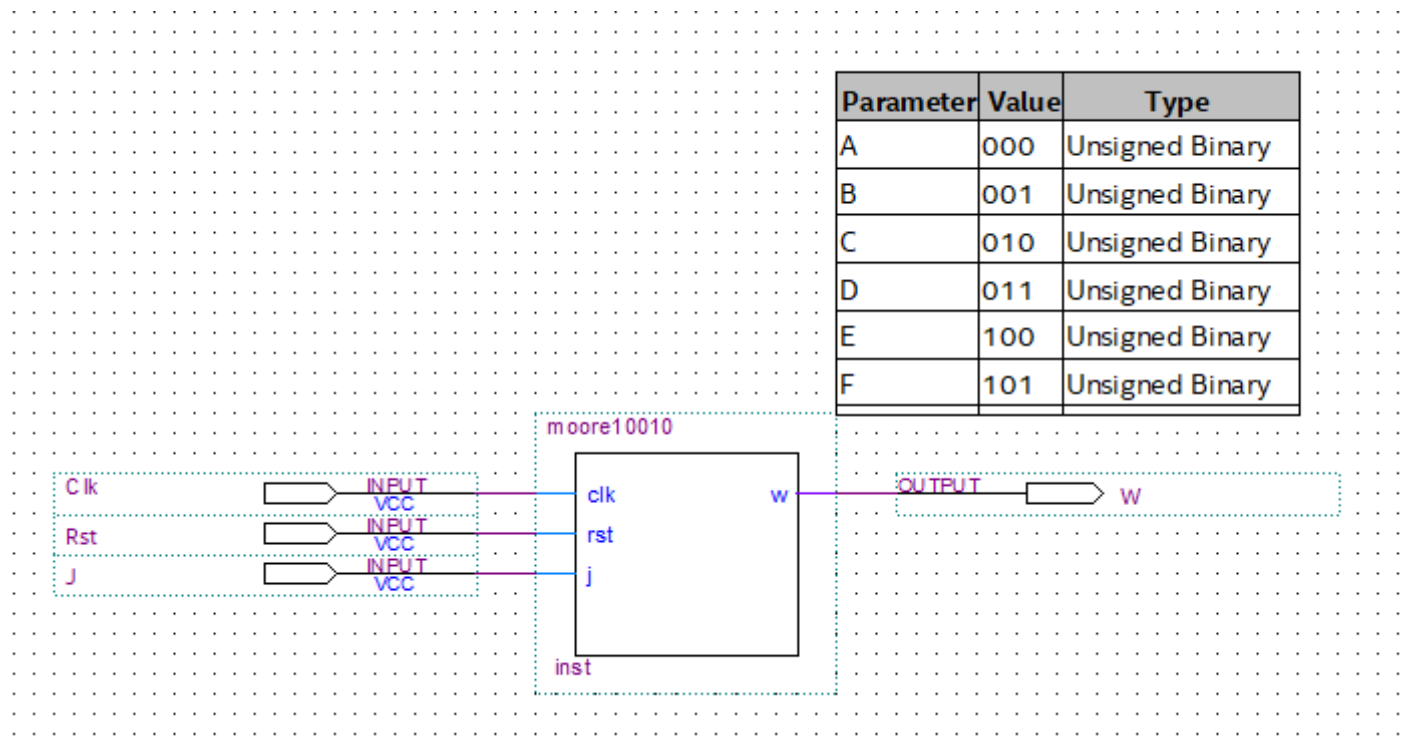 Parameter Value Type
A 000 Unsigned Binary
B 001 Unsigned Binary
C 010 Unsigned Binary
D 011 Unsigned Binary
E 100 Unsigned Binary
F 101 Unsigned Binary
moore10010
Clk INPUT VCC clk w OUTPUT W
Rst INPUT VCC rst
J INPUT VCC j
inst